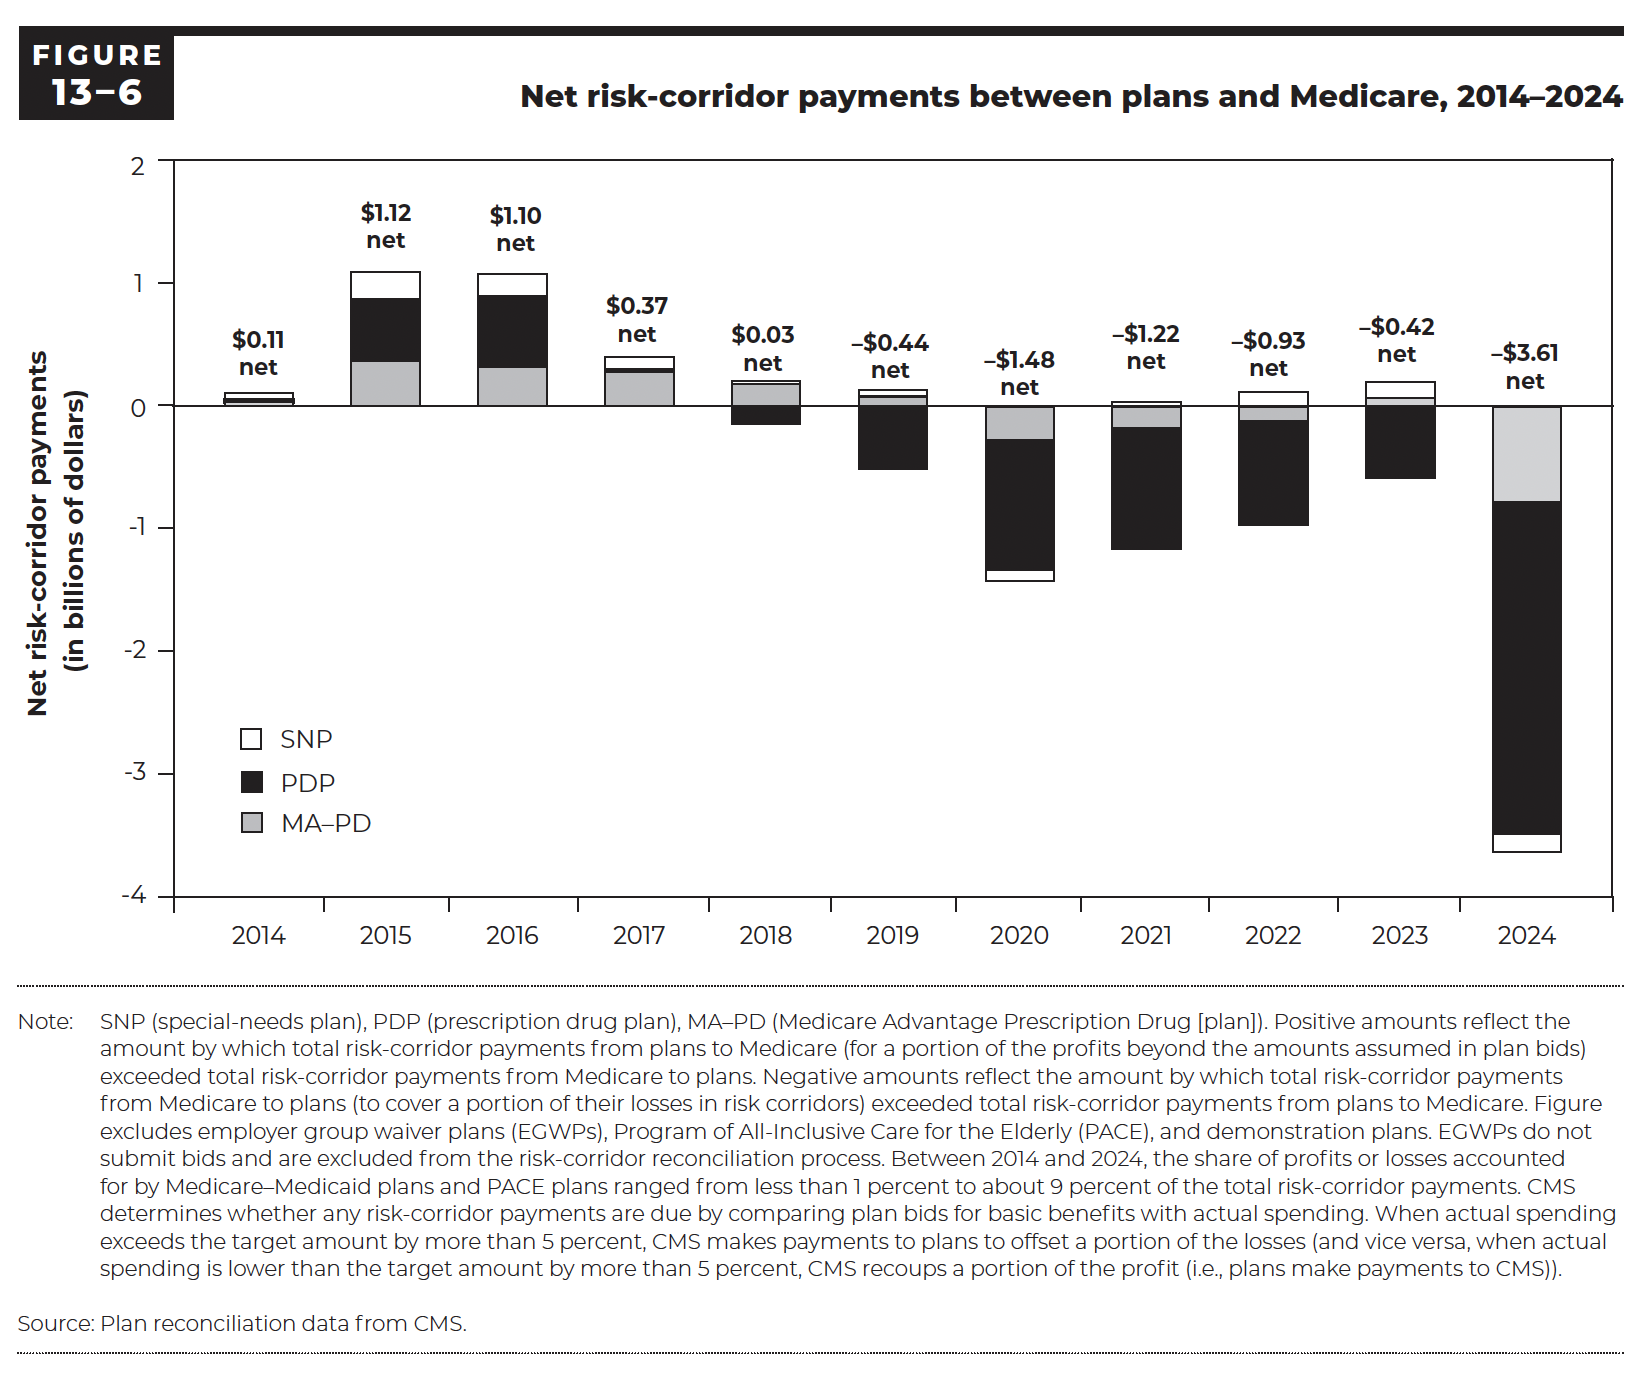 FIGURE
13–6
Net risk-corridor payments between plans and Medicare, 2014–2024
Net risk-corridor payments
(in billions of dollars)
2
1
0
-1
-2
-3
-4
$0.11
net
$1.12
net
$1.10
net
$0.37
net
$0.03
net
–$0.44
net
–$1.48
net
–$1.22
net
–$0.93
net
–$0.42
net
–$3.61
net
SNP
PDP
MA–PD
2014 2015 2016 2017 2018 2019 2020 2021 2022 2023 2024
Note: SNP (special-needs plan), PDP (prescription drug plan), MA–PD (Medicare Advantage Prescription Drug [plan]). Positive amounts reflect the
amount by which total risk-corridor payments from plans to Medicare (for a portion of the profits beyond the amounts assumed in plan bids)
exceeded total risk-corridor payments from Medicare to plans. Negative amounts reflect the amount by which total risk-corridor payments
from Medicare to plans (to cover a portion of their losses in risk corridors) exceeded total risk-corridor payments from plans to Medicare. Figure
excludes employer group waiver plans (EGWPs), Program of All-Inclusive Care for the Elderly (PACE), and demonstration plans. EGWPs do not
submit bids and are excluded from the risk-corridor reconciliation process. Between 2014 and 2024, the share of profits or losses accounted
for by Medicare–Medicaid plans and PACE plans ranged from less than 1 percent to about 9 percent of the total risk-corridor payments. CMS
determines whether any risk-corridor payments are due by comparing plan bids for basic benefits with actual spending. When actual spending
exceeds the target amount by more than 5 percent, CMS makes payments to plans to offset a portion of the losses (and vice versa, when actual
spending is lower than the target amount by more than 5 percent, CMS recoups a portion of the profit (i.e., plans make payments to CMS)).
Source: Plan reconciliation data from CMS.